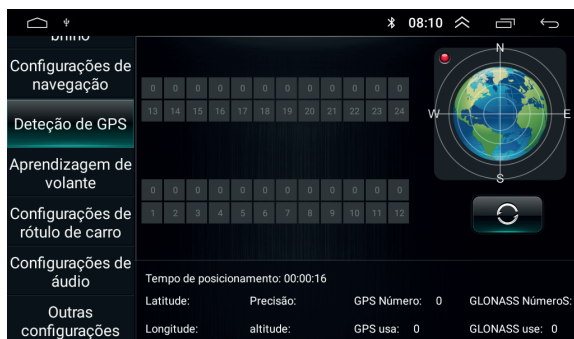 08:10
brilho
Configurações de
navegação
Deteção de GPS
Aprendizagem de
volante
Configurações de
rótulo de carro
Configurações de
áudio
Outras
configurações
0 0 0 0 0 0 0 0 0 0 0 0
13 14 15 16 17 18 19 20 21 22 23 24
0 0 0 0 0 0 0 0 0 0 0 0
1 2 3 4 5 6 7 8 9 10 11 12
N
W E
S
Tempo de posicionamento: 00:00:16
Latitude: Precisão: GPS Número: 0 GLONASS NúmeroS:
Longitude: altitude: GPS usa: 0 GLONASS use: 0